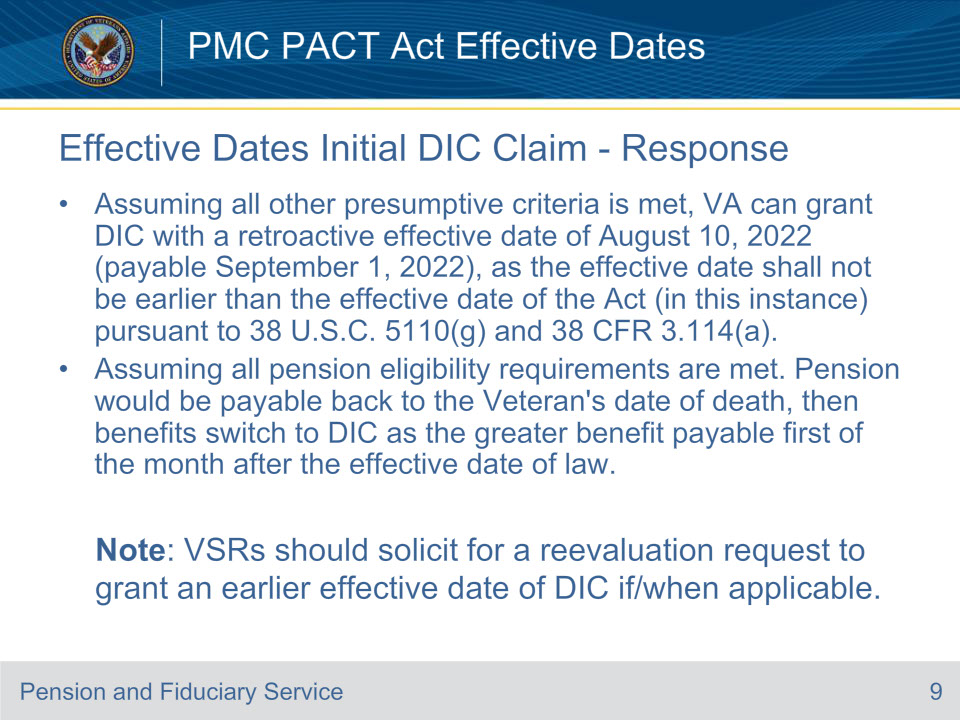 PMC PACT Act Effective Dates
Effective Dates Initial DIC Claim - Response
• Assuming all other presumptive criteria is met, VA can grant
DIC with a retroactive effective date of August 10, 2022
(payable September 1, 2022), as the effective date shall not
be earlier than the effective date of the Act (in this instance)
pursuant to 38 U.S.C. 5110(g) and 38 CFR 3.114(a).
• Assuming all pension eligibility requirements are met. Pension
would be payable back to the Veteran's date of death, then
benefits switch to DIC as the greater benefit payable first of
the month after the effective date of law.
Note: VSRs should solicit for a reevaluation request to
grant an earlier effective date of DIC if/when applicable.
Pension and Fiduciary Service 9